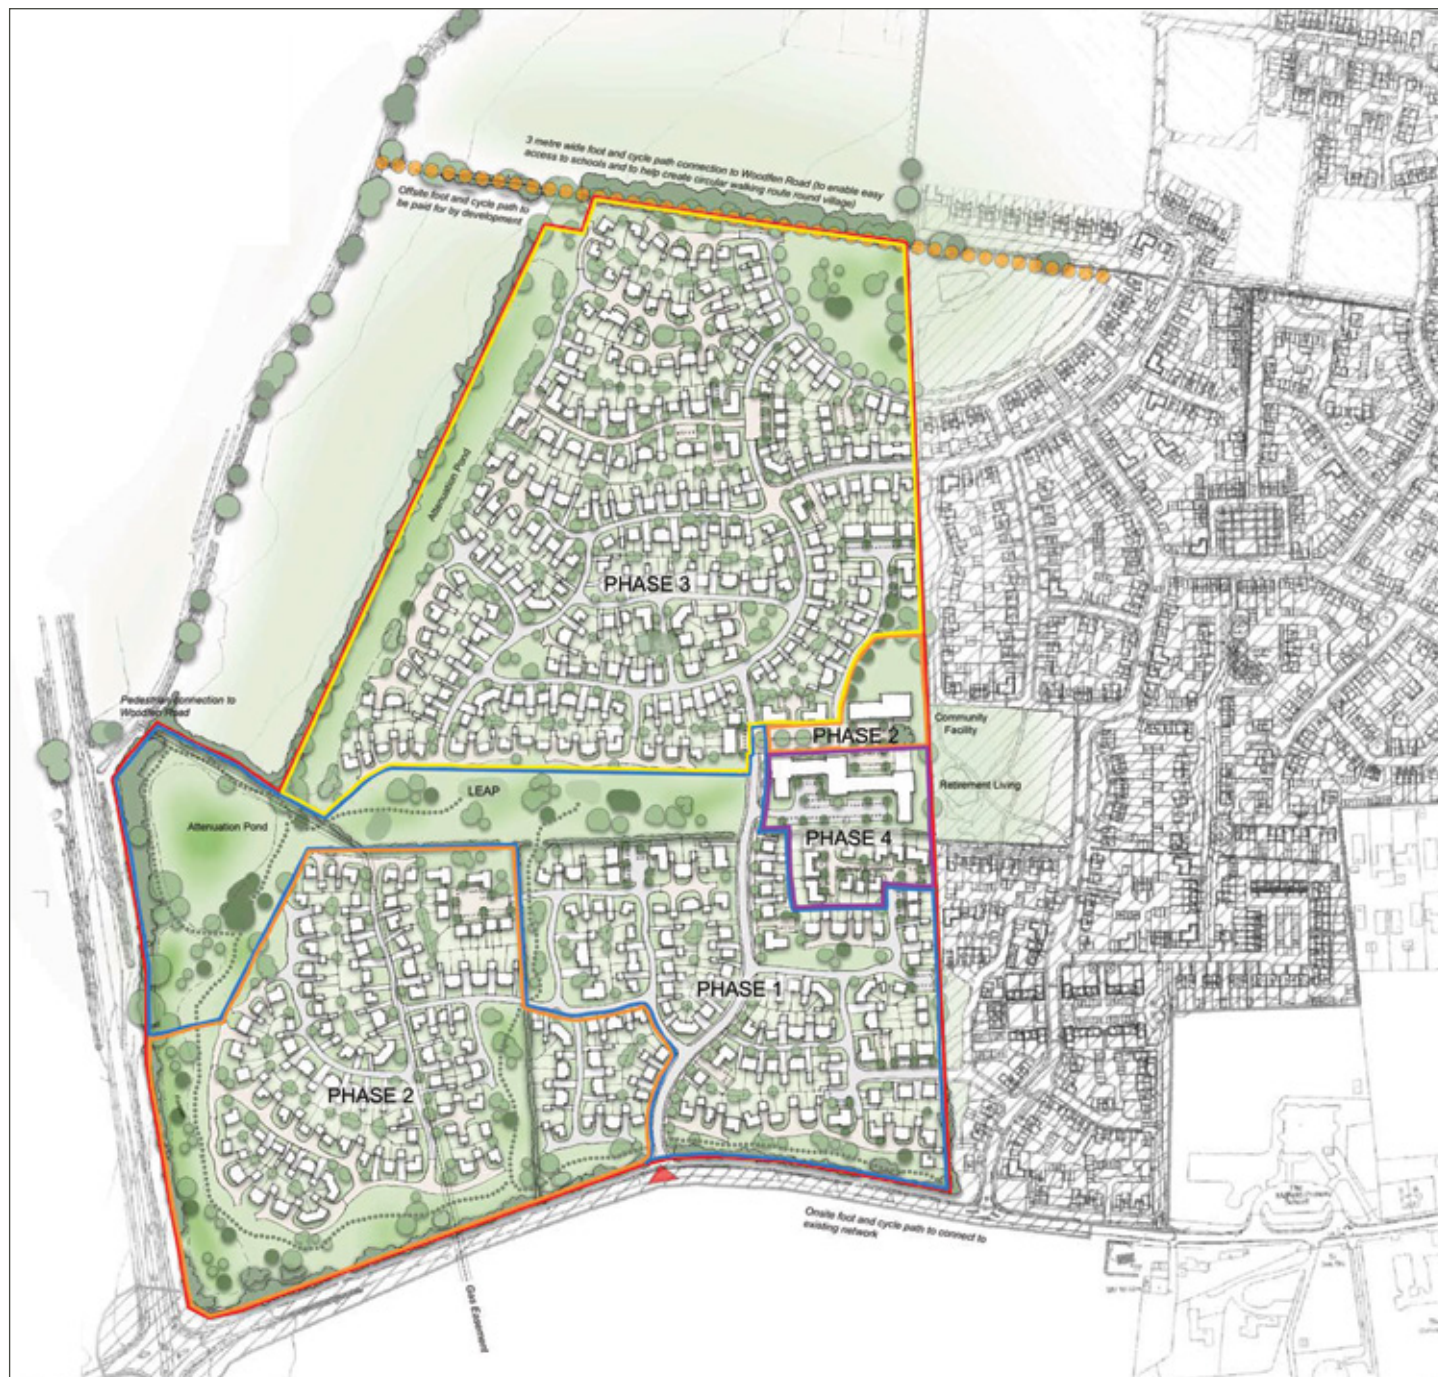 3 metre wide foot and cycle path connection to Woodfen Road (to enable easy
access to schools and to help create circular walking route round village)
Offsite foot and cycle path to
be paid for by development
Attenuation Pond
PHASE 3
Pedestrian connection to
Woodfen Road
Community
Facility
PHASE 2
LEAP
Retirement Living
Attenuation Pond
PHASE 4
PHASE 1
PHASE 2
Onsite foot and cycle path to connect to
existing network
Gas Easement